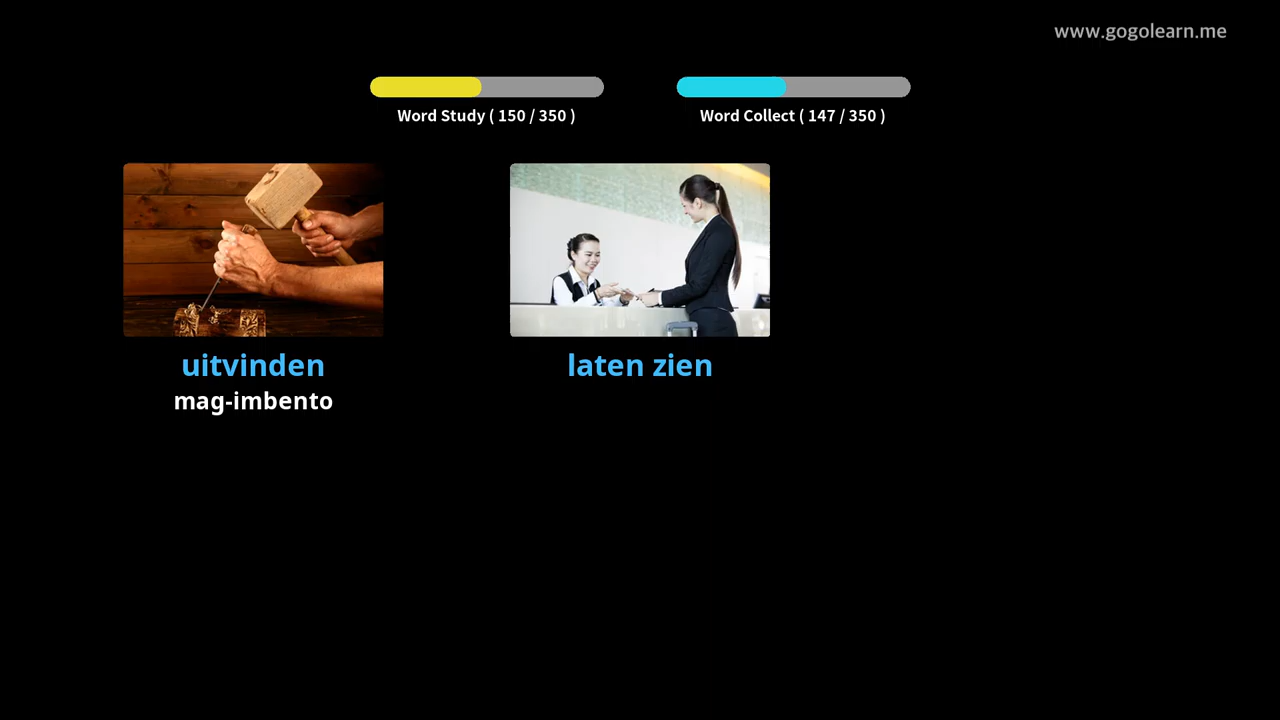 www.gogolearn.me
Word Study ( 150 / 350 )
Word Collect ( 147 / 350 )
uitvinden
mag-imbento
laten zien